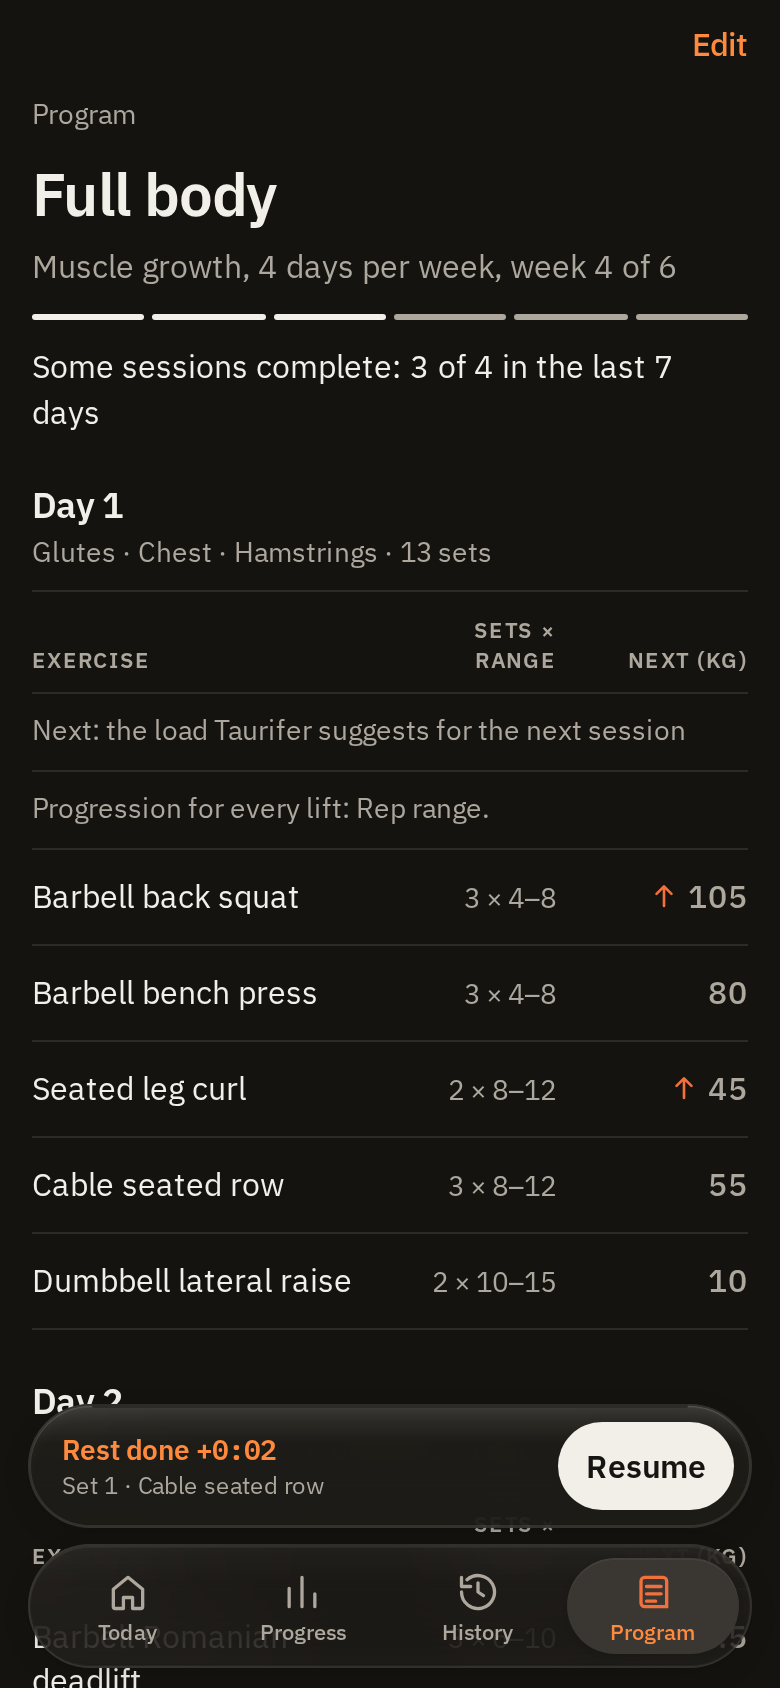 Edit
Program
Full body
Muscle growth, 4 days per week, week 4 of 6
Some sessions complete: 3 of 4 in the last 7
days
Day 1
Glutes · Chest · Hamstrings · 13 sets
SETS ×
RANGE
EXERCISE
NEXT (KG)
Next: the load Taurifer suggests for the next session
Progression for every lift: Rep range.
Barbell back squat 3 × 4–8 ↑ 105
Barbell bench press 3 × 4–8 80
Seated leg curl 2 × 8–12 ↑ 45
Cable seated row 3 × 8–12 55
Dumbbell lateral raise 2 × 10–15 10
Day 2
Rest done +0:02
Set 1 · Cable seated row
Resume
SETS ×
Barbell Romanian
deadlift
Today Progress History Program